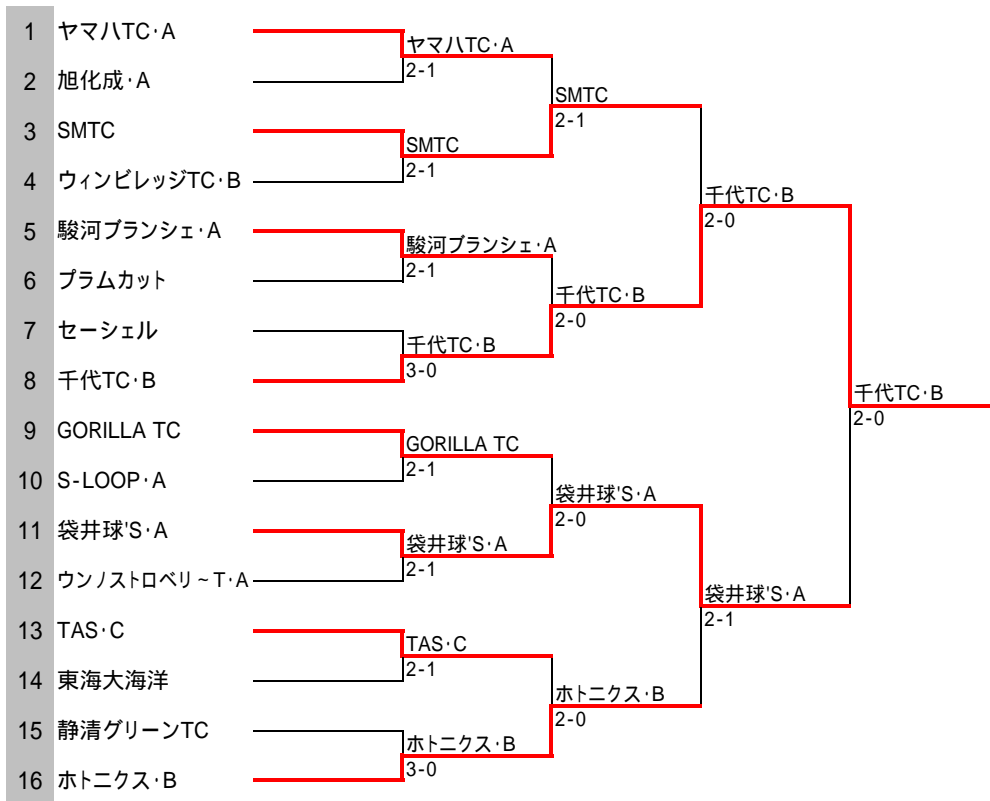 1 ヤマハTC・A
ヤマハTC・A
2-1
2 旭化成・A
SMTC
2-1
3 SMTC
SMTC
2-1
4 ウィンビレッジTC・B
千代TC・B
2-0
5 駿河ブランシェ・A
駿河ブランシェ・A
2-1
6 プラムカット
千代TC・B
2-0
7 セーシェル
千代TC・B
3-0
8 千代TC・B
千代TC・B
2-0
9 GORILLA TC
GORILLA TC
2-1
10 S-LOOP・A
袋井球'S・A
2-0
11 袋井球'S・A
袋井球'S・A
2-1
12 ウンノストロベリ~T・A
袋井球'S・A
2-1
13 TAS・C
TAS・C
2-1
14 東海大海洋
ホトニクス・B
2-0
15 静清グリーンTC
ホトニクス・B
3-0
16 ホトニクス・B